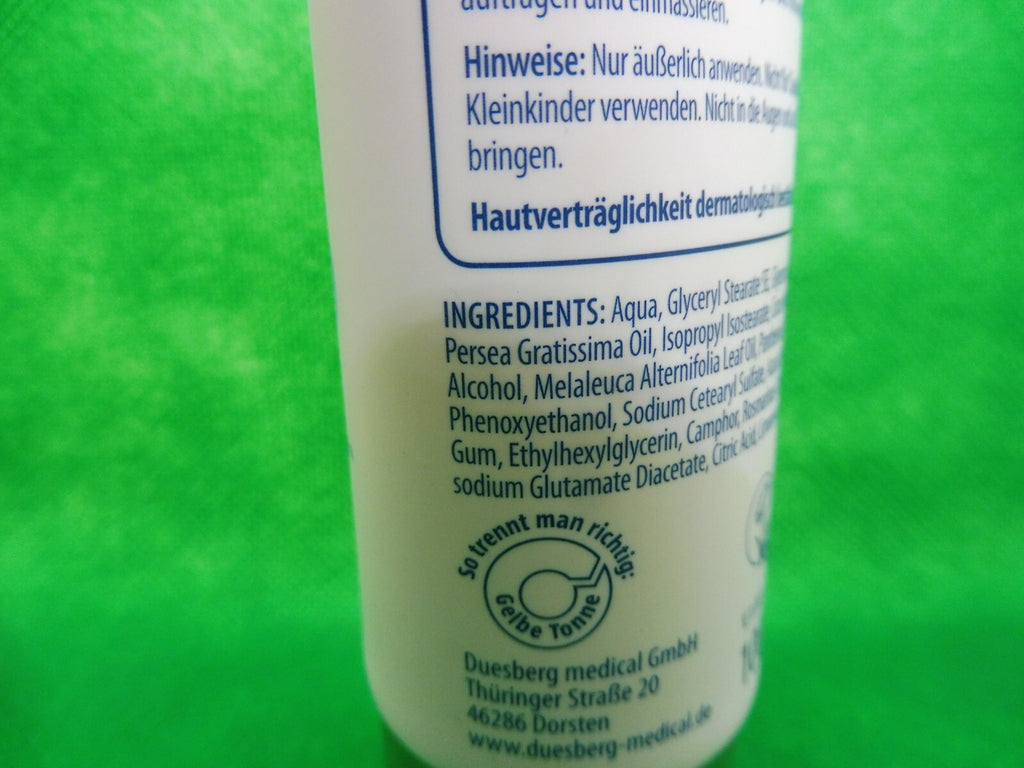 auftragen und einmassieren.
Hinweise: Nur äußerlich anwenden. Nicht für
Kleinkinder verwenden. Nicht in die Augen
bringen.
Hautverträglichkeit dermatologisch
INGREDIENTS: Aqua, Glyceryl Stearate SE,
Persea Gratissima Oil, Isopropyl Isostearate,
Alcohol, Melaleuca Alternifolia Leaf Oil,
Phenoxyethanol, Sodium Cetearyl Sulfate,
Gum, Ethylhexylglycerin, Camphor,
sodium Glutamate Diacetate, Citric Acid,
So trennt man richtig:
Gelbe Tonne
Duesberg medical GmbH
Thüringer Straße 20
46286 Dorsten
www.duesberg-medical.de